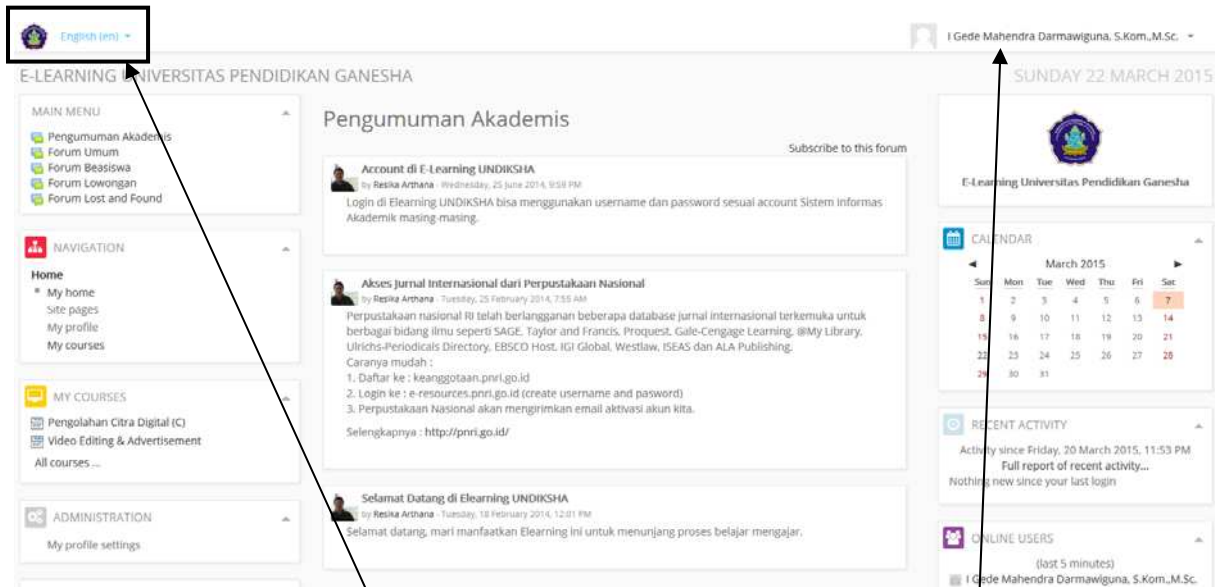 English (en)
I Gede Mahendra Darmawiguna, S.Kom.,M.Sc.
E-LEARNING UNIVERSITAS PENDIDIKAN GANESHA
SUNDAY 22 MARCH 2015
MAIN MENU
Pengumuman Akademis
Forum Umum
Forum Beasiswa
Forum Lowongan
Forum Lost and Found
NAVIGATION
Home
My home
Site pages
My profile
My courses
MY COURSES
Pengolahan Citra Digital (C)
Video Editing & Advertisement
All courses ...
ADMINISTRATION
My profile settings
Pengumuman Akademis
Subscribe to this forum
Account di E-Learning UNDIKSHA
by Resika Arthana - Wednesday, 25 June 2014, 9:58 PM
Login di Elearning UNDIKSHA bisa menggunakan username dan password sesuai account Sistem Informas
Akademik masing-masing.
Akses Jurnal Internasional dari Perpustakaan Nasional
by Resika Arthana - Tuesday, 25 February 2014, 7:55 AM
Perpustakaan nasional RI telah berlangganan beberapa database jurnal internasional terkemuka untuk
berbagai bidang ilmu seperti SAGE, Taylor and Francis, Proquest, Gale-Cengage Learning, @My Library,
Ulrichs-Periodicals Directory, EBSCO Host, IGI Global, Westlaw, ISEAS dan ALA Publishing.
Caranya mudah :
1. Daftar ke : keanggotaan.pnri.go.id
2. Login ke : e-resources.pnri.go.id (create username and pasword)
3. Perpustakaan Nasional akan mengirimkan email aktivasi akun kita.
Selengkapnya : http://pnri.go.id/
Selamat Datang di Elearning UNDIKSHA
by Resika Arthana - Tuesday, 18 February 2014, 12:01 PM
Selamat datang, mari manfaatkan Elearning ini untuk menunjang proses belajar mengajar.
E-Learning Universitas Pendidikan Ganesha
CALENDAR
March 2015
Sun Mon Tue Wed Thu Fri Sat
1 2 3 4 5 6 7
8 9 10 11 12 13 14
15 16 17 18 19 20 21
22 23 24 25 26 27 28
29 30 31
RECENT ACTIVITY
Activity since Friday, 20 March 2015, 11:53 PM
Full report of recent activity...
Nothing new since your last login
ONLINE USERS
(last 5 minutes)
I Gede Mahendra Darmawiguna, S.Kom.,M.Sc.